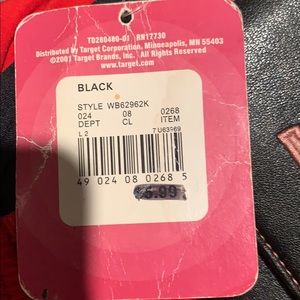 TD280480-01 RN17730
Distributed by Target Corporation, Minneapolis, MN 55403
©2001 Target Brands, Inc. All rights reserved.
www.target.com
BLACK
STYLE WB62962K
024 08 0268
DEPT CL ITEM
L 2 7U63969
49 024 08 0268 5